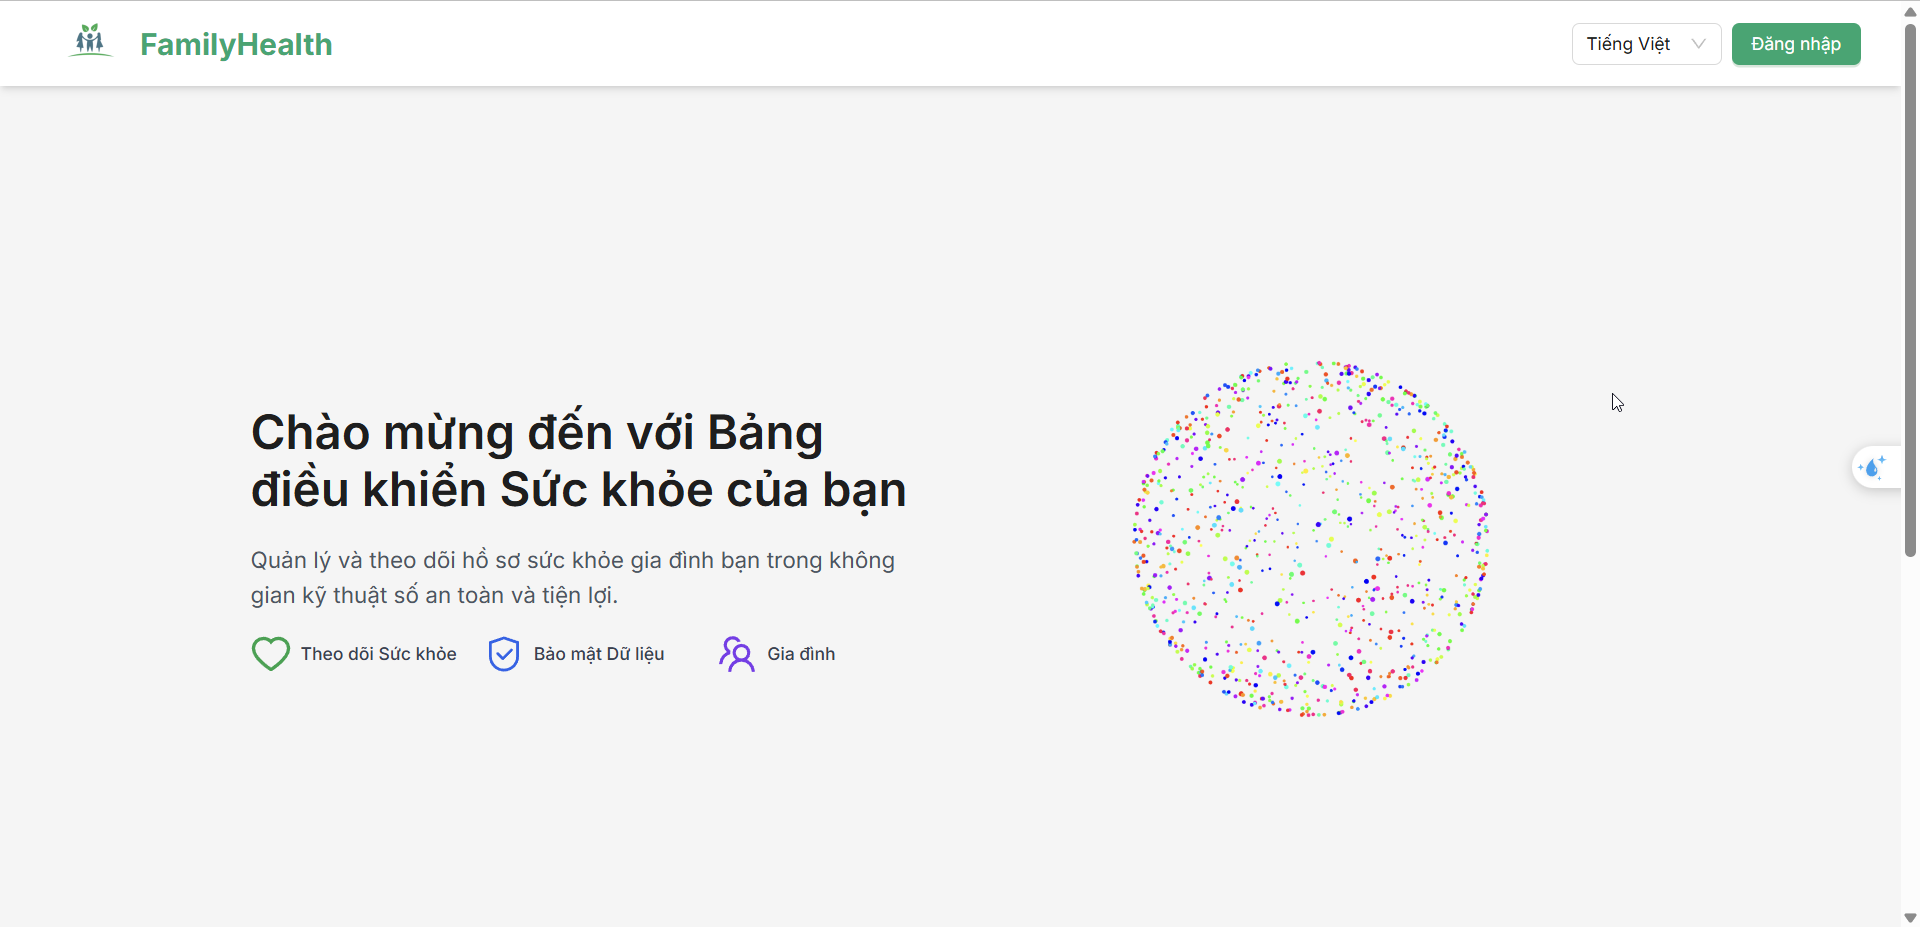 FamilyHealth
Tiếng Việt
Đăng nhập
Chào mừng đến với Bảng
điều khiển Sức khỏe của bạn
Quản lý và theo dõi hồ sơ sức khỏe gia đình bạn trong không
gian kỹ thuật số an toàn và tiện lợi.
Theo dõi Sức khỏe
Bảo mật Dữ liệu
Gia đình